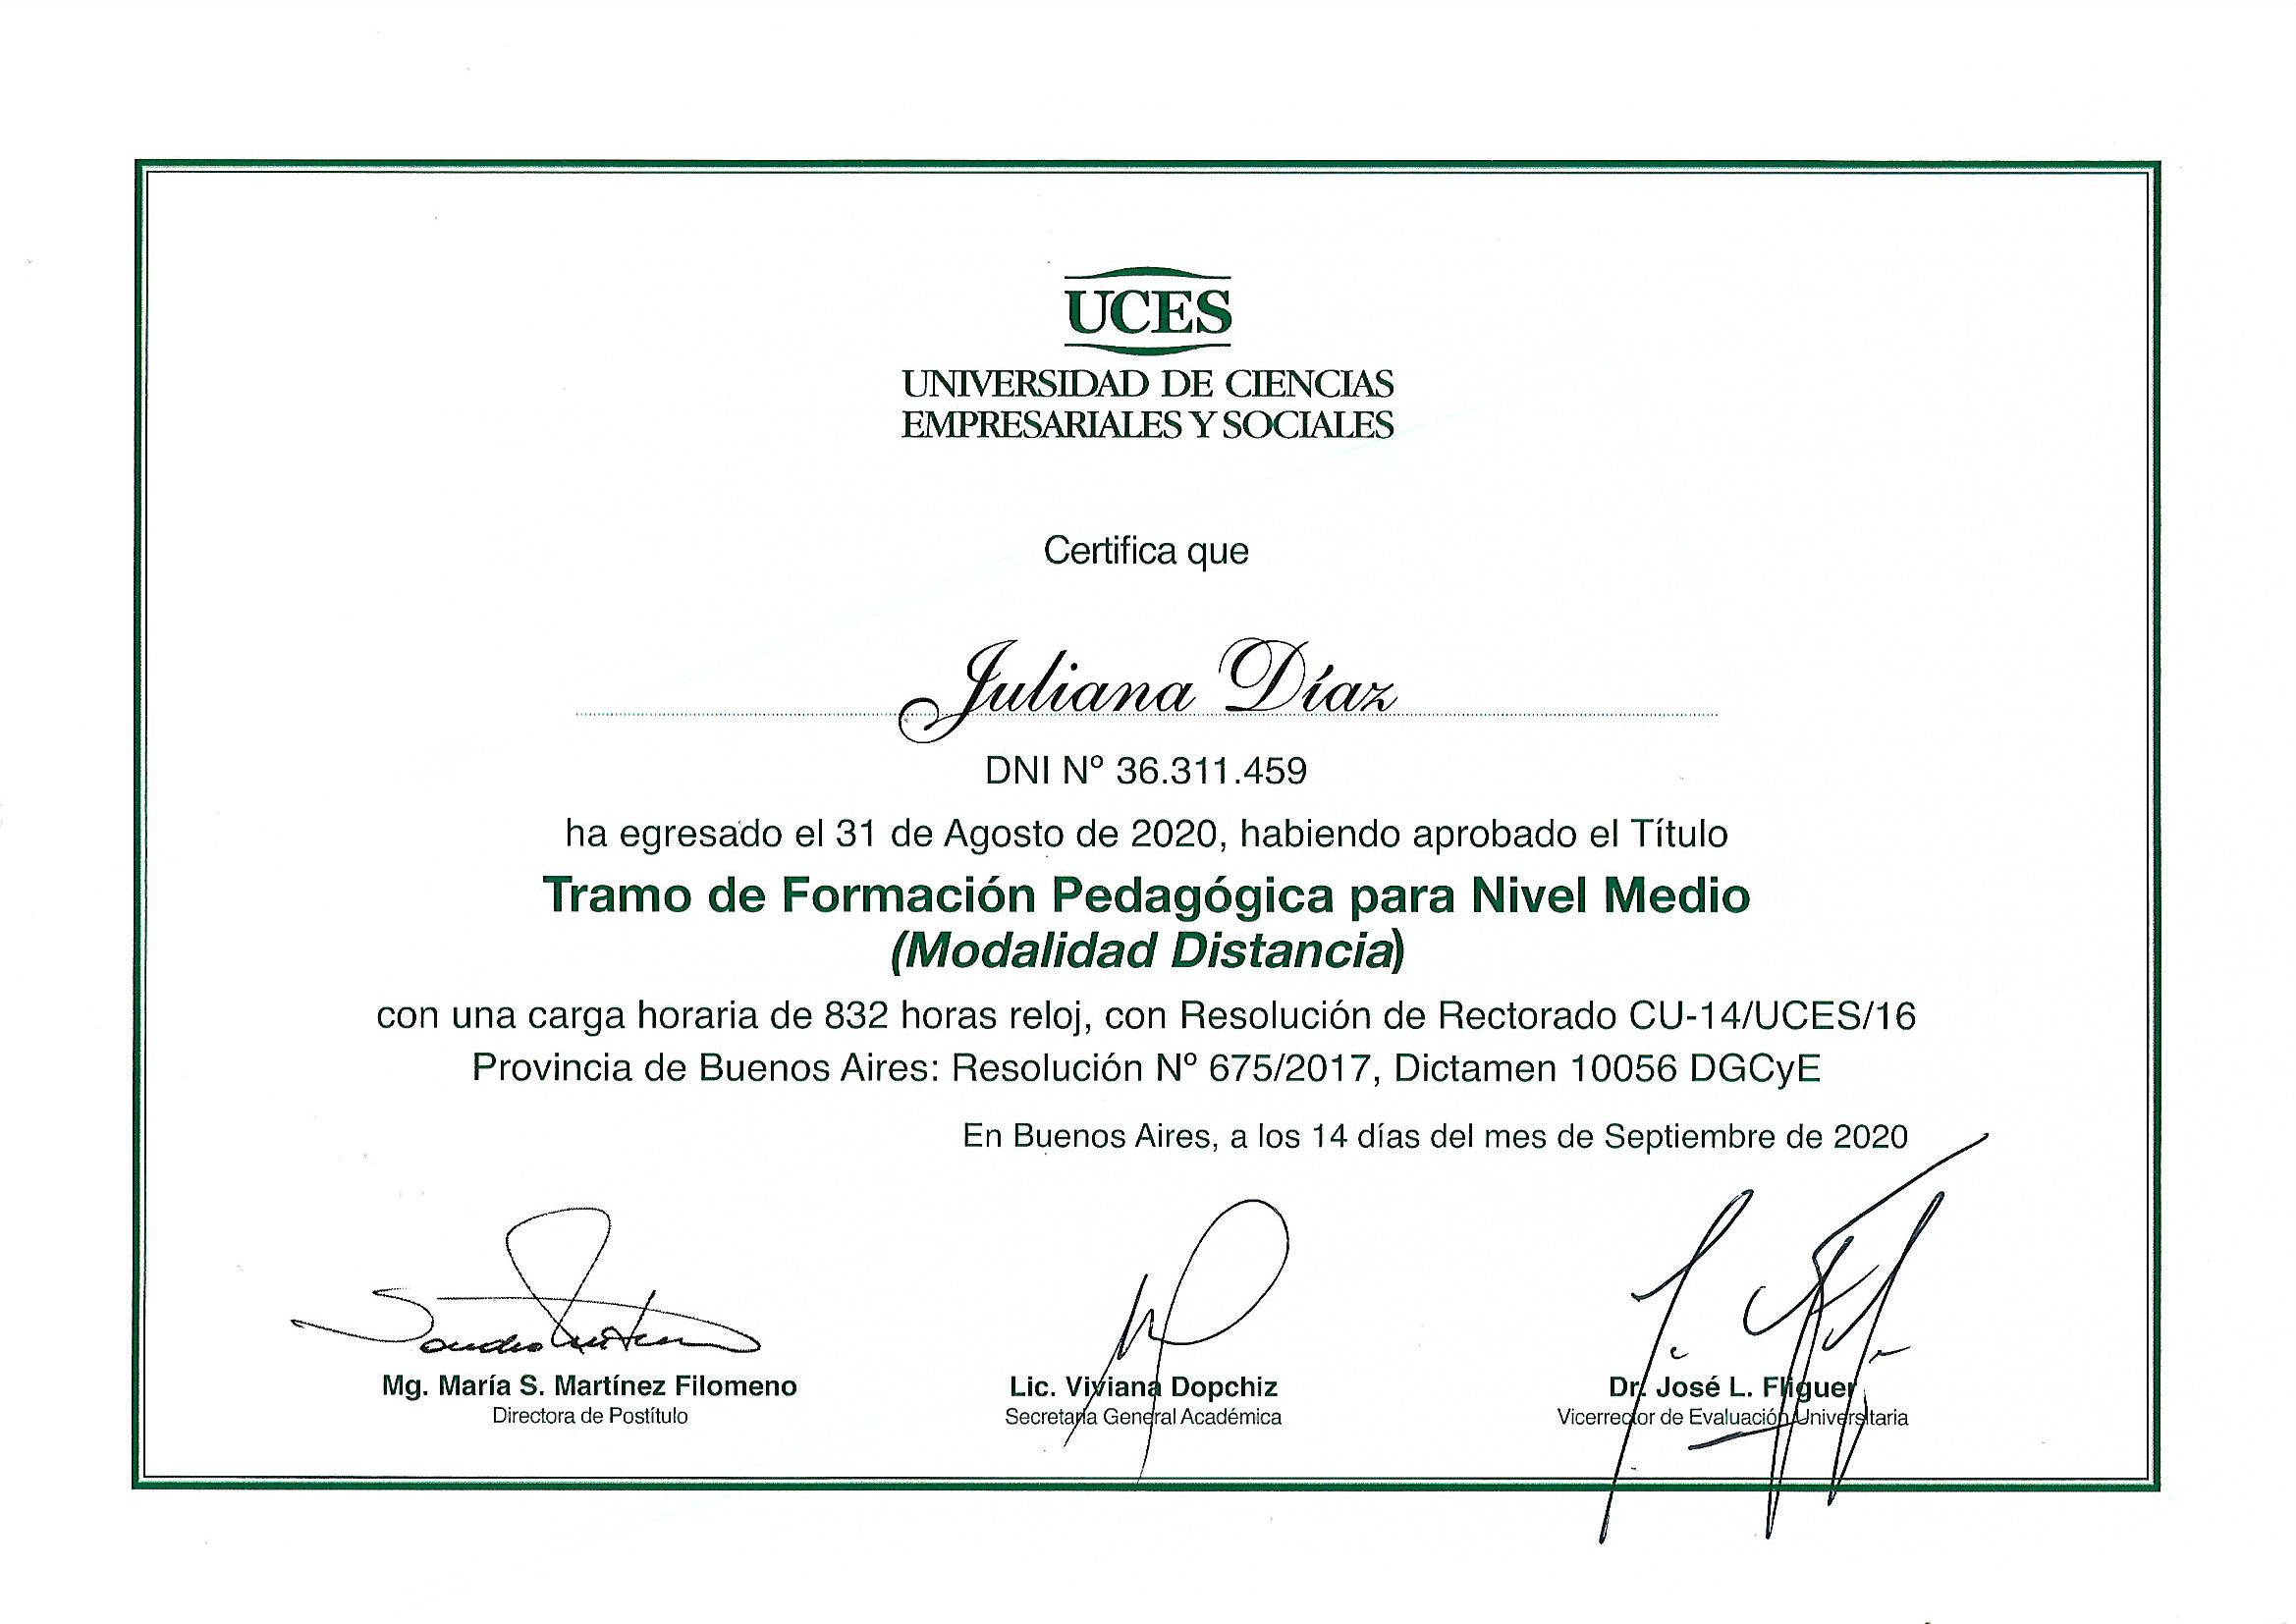 UCES
UNIVERSIDAD DE CIENCIAS
EMPRESARIALES Y SOCIALES
Certifica que
Juliana Díaz
DNI Nº 36.311.459
ha egresado el 31 de Agosto de 2020, habiendo aprobado el Título
Tramo de Formación Pedagógica para Nivel Medio
(Modalidad Distancia)
con una carga horaria de 832 horas reloj, con Resolución de Rectorado CU-14/UCES/16
Provincia de Buenos Aires: Resolución Nº 675/2017, Dictamen 10056 DGCyE
En Buenos Aires, a los 14 días del mes de Septiembre de 2020
Mg. María S. Martínez Filomeno
Directora de Postítulo
Lic. Viviana Dopchiz
Secretaria General Académica
Dr. José L. Fliguer
Vicerrector de Evaluación Universitaria